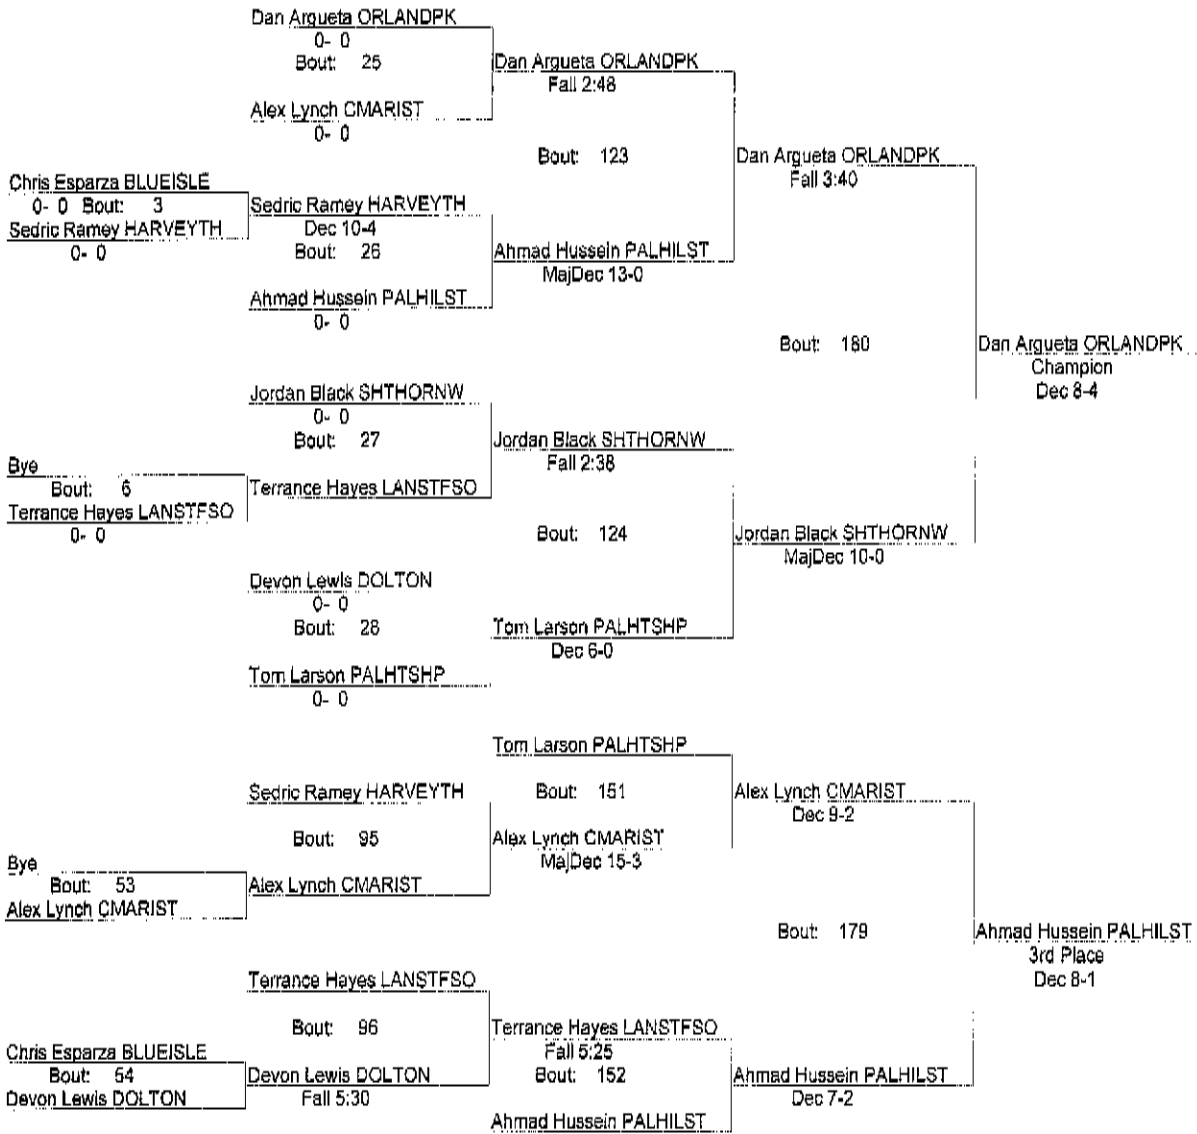 Dan Argueta ORLANDPK
0- 0
Bout: 25
Dan Argueta ORLANDPK
Fall 2:48
Alex Lynch CMARIST
0- 0
Bout: 123
Dan Argueta ORLANDPK
Fall 3:40
Chris Esparza BLUEISLE
0- 0 Bout: 3
Sedric Ramey HARVEYTH
0- 0
Sedric Ramey HARVEYTH
Dec 10-4
Bout: 26
Ahmad Hussein PALHILST
MajDec 13-0
Ahmad Hussein PALHILST
0- 0
Bout: 180
Dan Argueta ORLANDPK
Champion
Dec 8-4
Jordan Black SHTHORNW
0- 0
Bout: 27
Jordan Black SHTHORNW
Fall 2:38
Bye
Bout: 6
Terrance Hayes LANSTFSO
0- 0
Terrance Hayes LANSTFSO
Bout: 124
Jordan Black SHTHORNW
MajDec 10-0
Devon Lewis DOLTON
0- 0
Bout: 28
Tom Larson PALHTSHP
Dec 6-0
Tom Larson PALHTSHP
0- 0
Tom Larson PALHTSHP
Sedric Ramey HARVEYTH
Bout: 151
Alex Lynch CMARIST
Dec 9-2
Bout: 95
Alex Lynch CMARIST
MajDec 15-3
Bye
Bout: 53
Alex Lynch CMARIST
Alex Lynch CMARIST
Bout: 179
Ahmad Hussein PALHILST
3rd Place
Dec 8-1
Terrance Hayes LANSTFSO
Bout: 96
Terrance Hayes LANSTFSO
Fall 5:25
Chris Esparza BLUEISLE
Bout: 54
Devon Lewis DOLTON
Devon Lewis DOLTON
Fall 5:30
Bout: 152
Ahmad Hussein PALHILST
Dec 7-2
Ahmad Hussein PALHILST